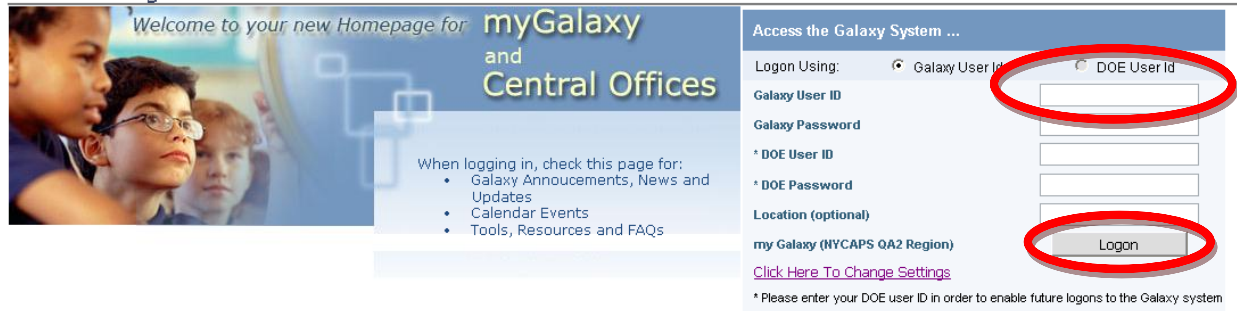 Welcome to your new Homepage for myGalaxy
and
Central Offices
When logging in, check this page for:
• Galaxy Annoucements, News and
Updates
• Calendar Events
• Tools, Resources and FAQs
Access the Galaxy System ...
Logon Using: Galaxy User Id DOE User Id
Galaxy User ID
Galaxy Password
* DOE User ID
* DOE Password
Location (optional)
my Galaxy (NYCAPS QA2 Region) Logon
Click Here To Change Settings
* Please enter your DOE user ID in order to enable future logons to the Galaxy system